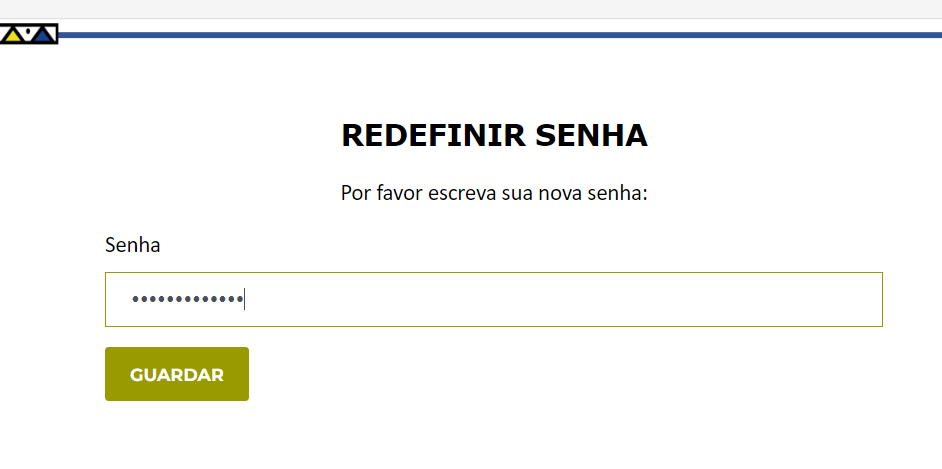 REDEFINIR SENHA
Por favor escreva sua nova senha:
Senha
•••••••••••••
GUARDAR